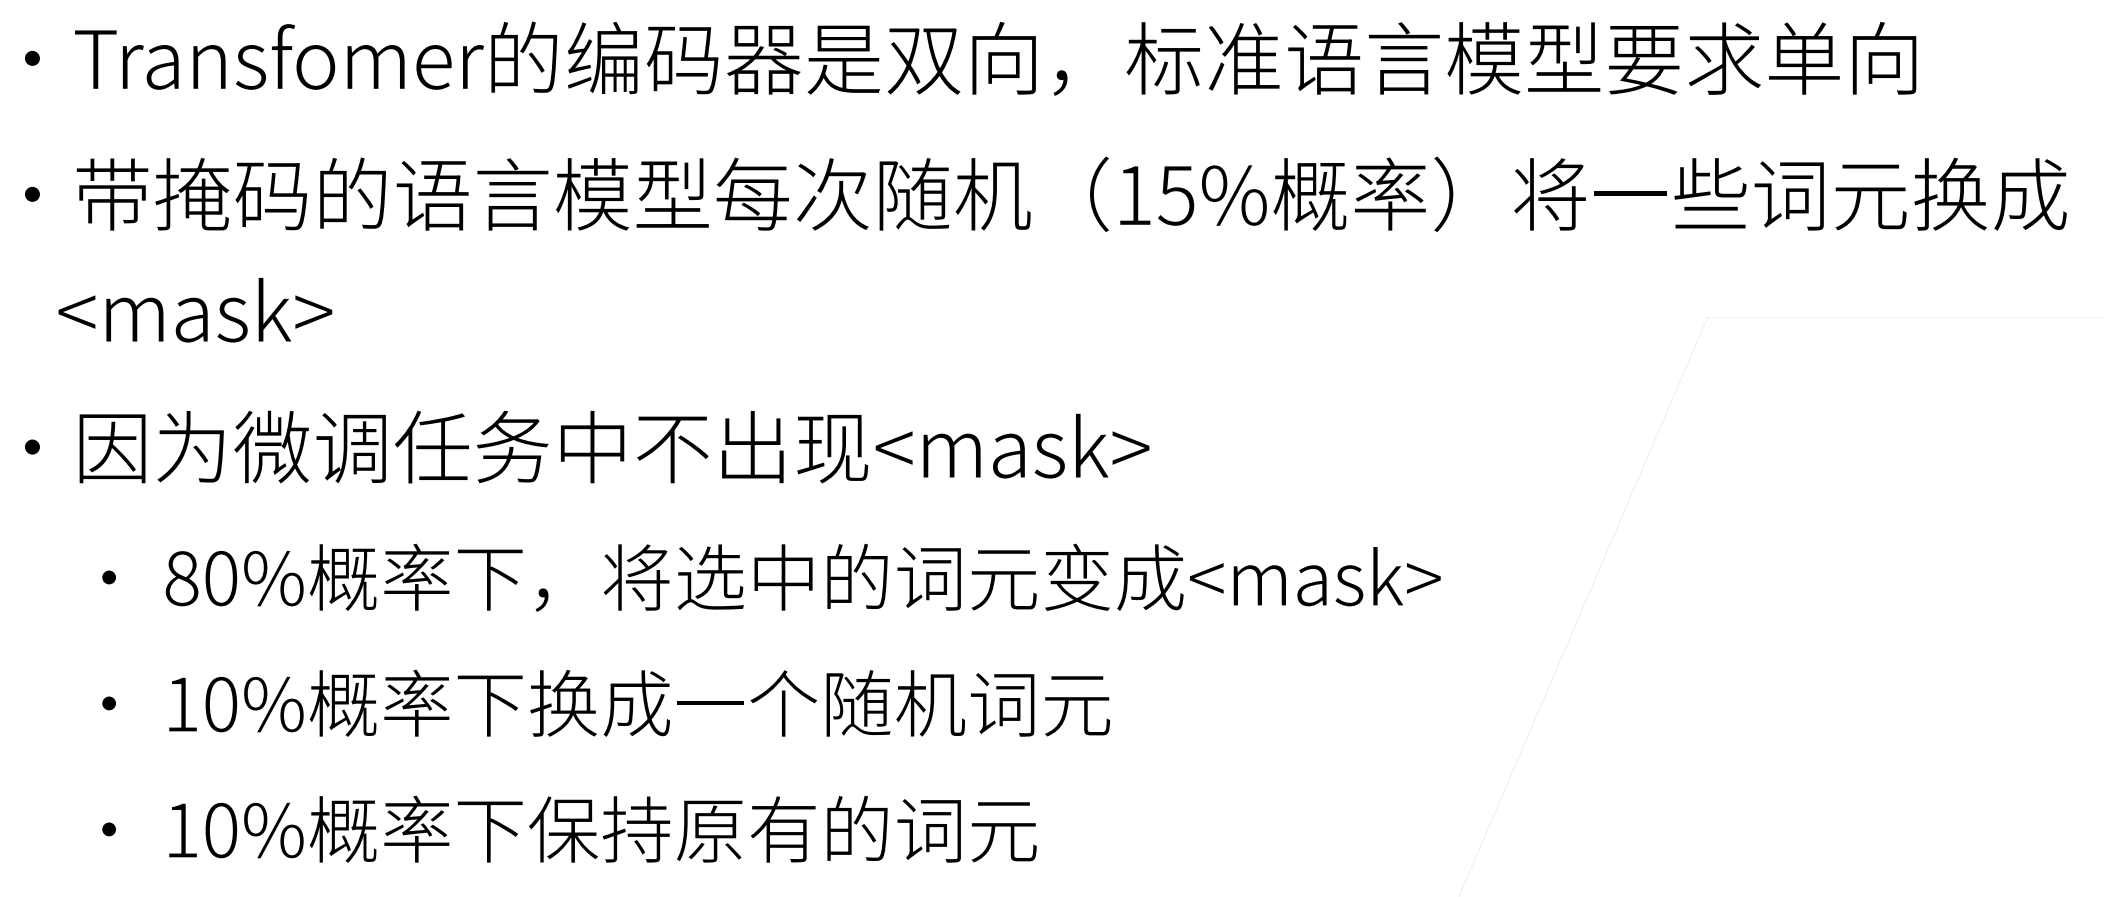 • Transfomer的编码器是双向，标准语言模型要求单向
• 带掩码的语言模型每次随机（15%概率）将一些词元换成
<mask>
• 因为微调任务中不出现<mask>
• 80%概率下，将选中的词元变成<mask>
• 10%概率下换成一个随机词元
• 10%概率下保持原有的词元